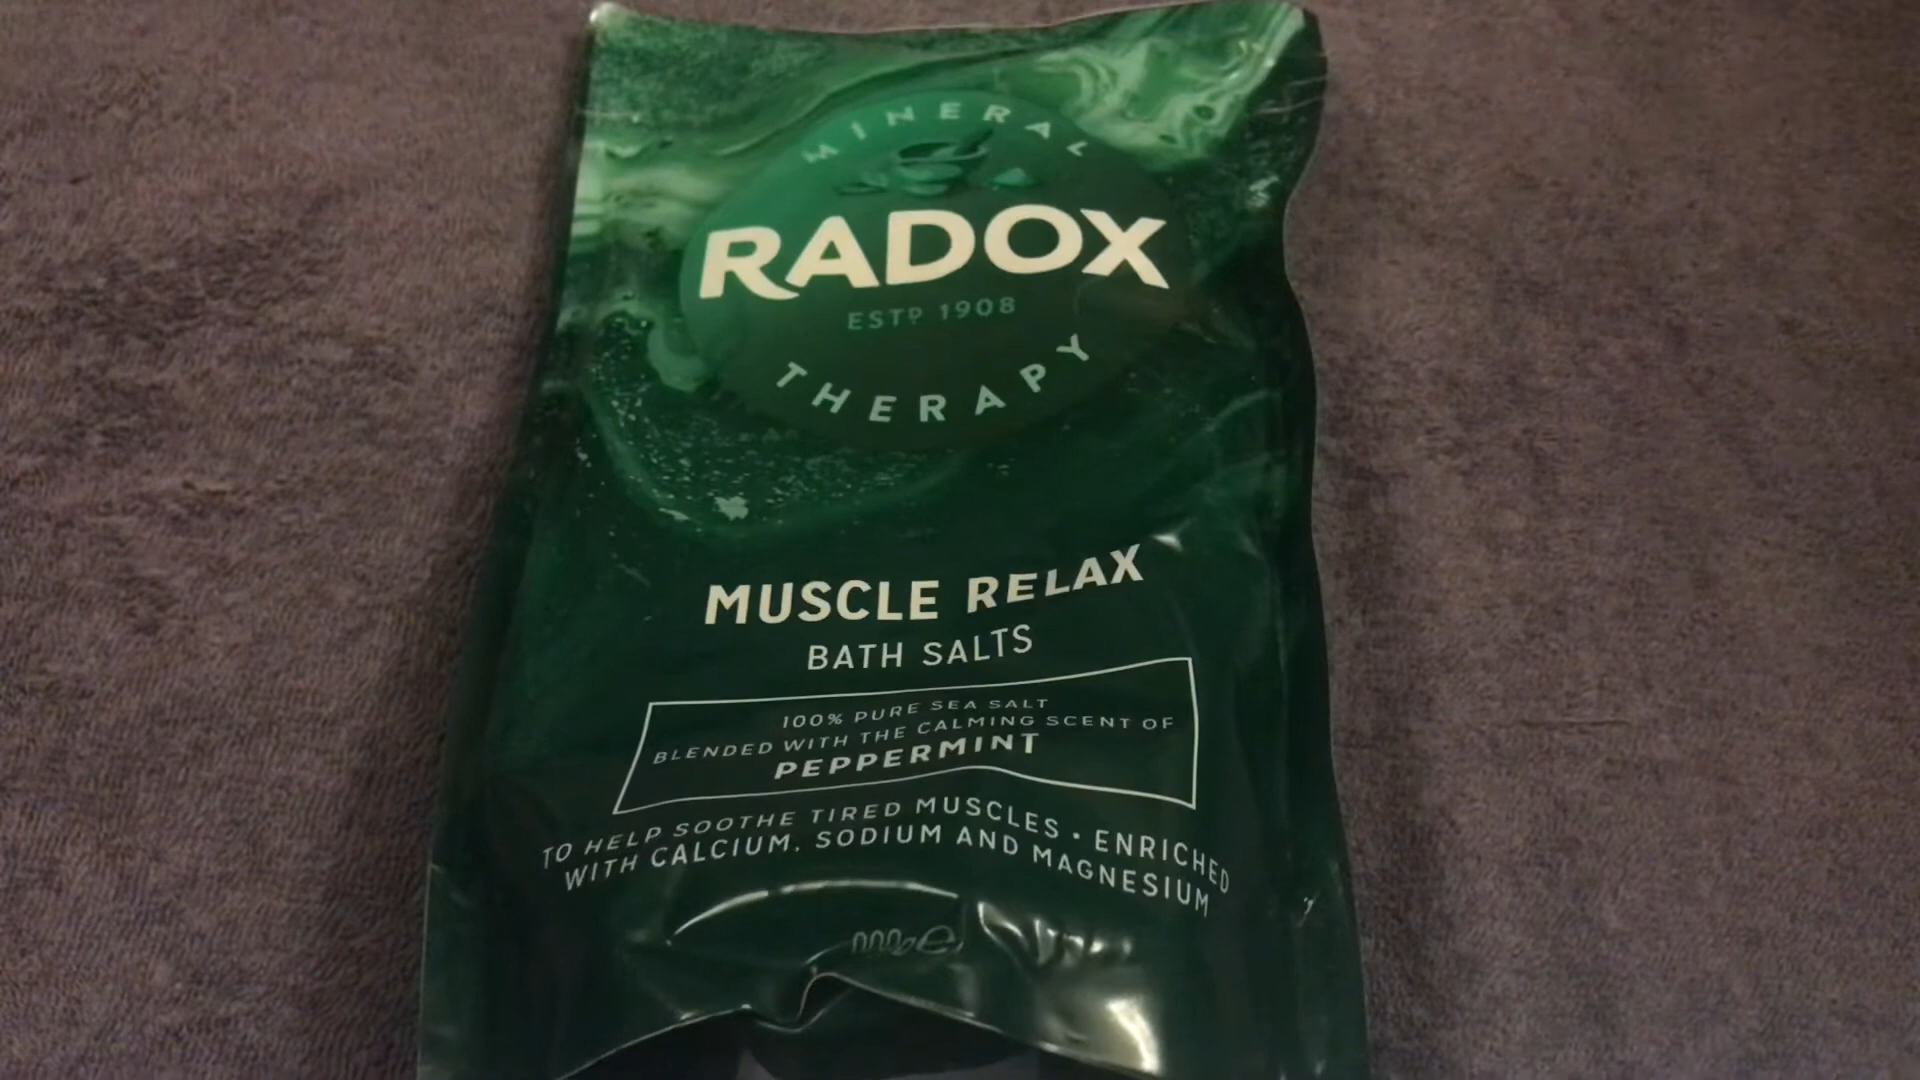 MINERAL
RADOX
ESTD 1908
THERAPY
MUSCLE RELAX
BATH SALTS
100% PURE SEA SALT
BLENDED WITH THE CALMING SCENT OF
PEPPERMINT
TO HELP SOOTHE TIRED MUSCLES • ENRICHED
WITH CALCIUM, SODIUM AND MAGNESIUM